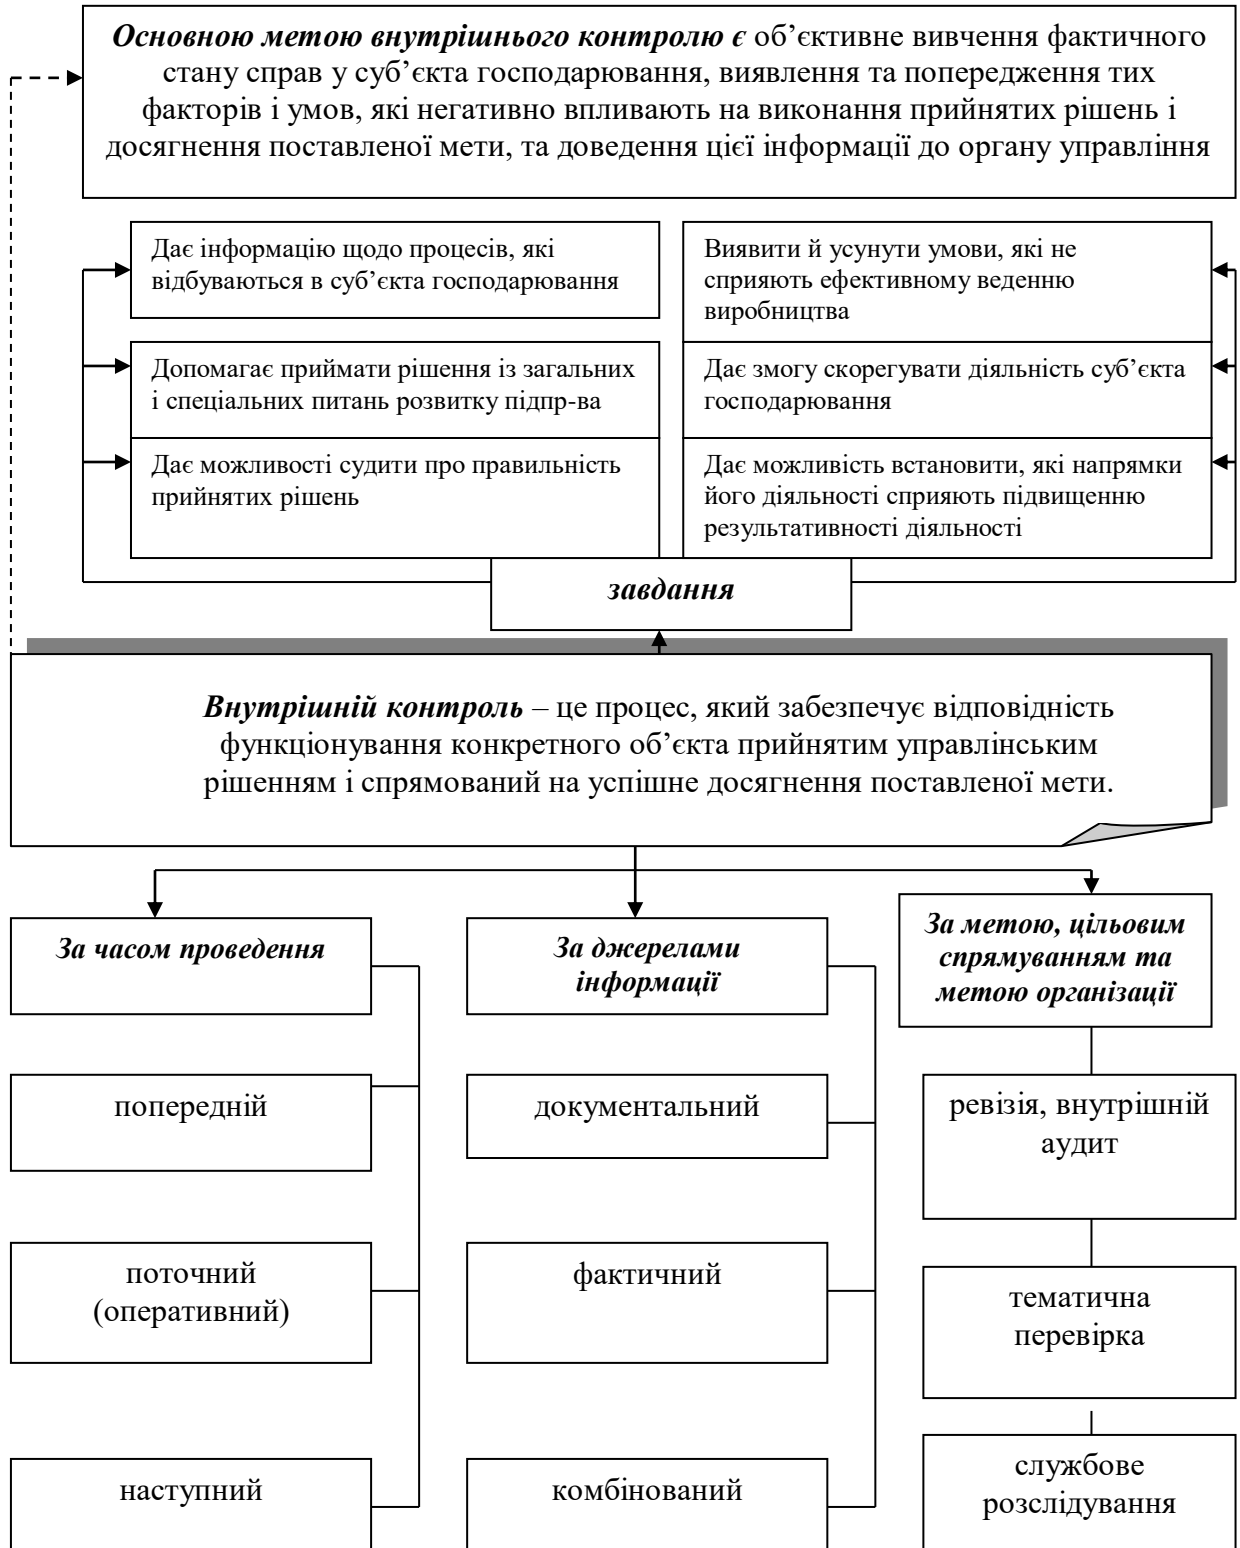 Основною метою внутрішнього контролю є об’єктивне вивчення фактичного
стану справ у суб’єкта господарювання, виявлення та попередження тих
факторів і умов, які негативно впливають на виконання прийнятих рішень і
досягнення поставленої мети, та доведення цієї інформації до органу управління
Дає інформацію щодо процесів, які
відбуваються в суб’єкта господарювання
Виявити й усунути умови, які не
сприяють ефективному веденню
виробництва
Допомагає приймати рішення із загальних
і спеціальних питань розвитку підпр-ва
Дає змогу скорегувати діяльність суб’єкта
господарювання
Дає можливості судити про правильність
прийнятих рішень
Дає можливість встановити, які напрямки
його діяльності сприяють підвищенню
результативності діяльності
завдання
Внутрішній контроль – це процес, який забезпечує відповідність
функціонування конкретного об’єкта прийнятим управлінським
рішенням і спрямований на успішне досягнення поставленої мети.
За часом проведення
За джерелами
інформації
За метою, цільовим
спрямуванням та
метою організації
попередній
документальний
ревізія, внутрішній
аудит
поточний
(оперативний)
фактичний
тематична
перевірка
наступний
комбінований
службове
розслідування